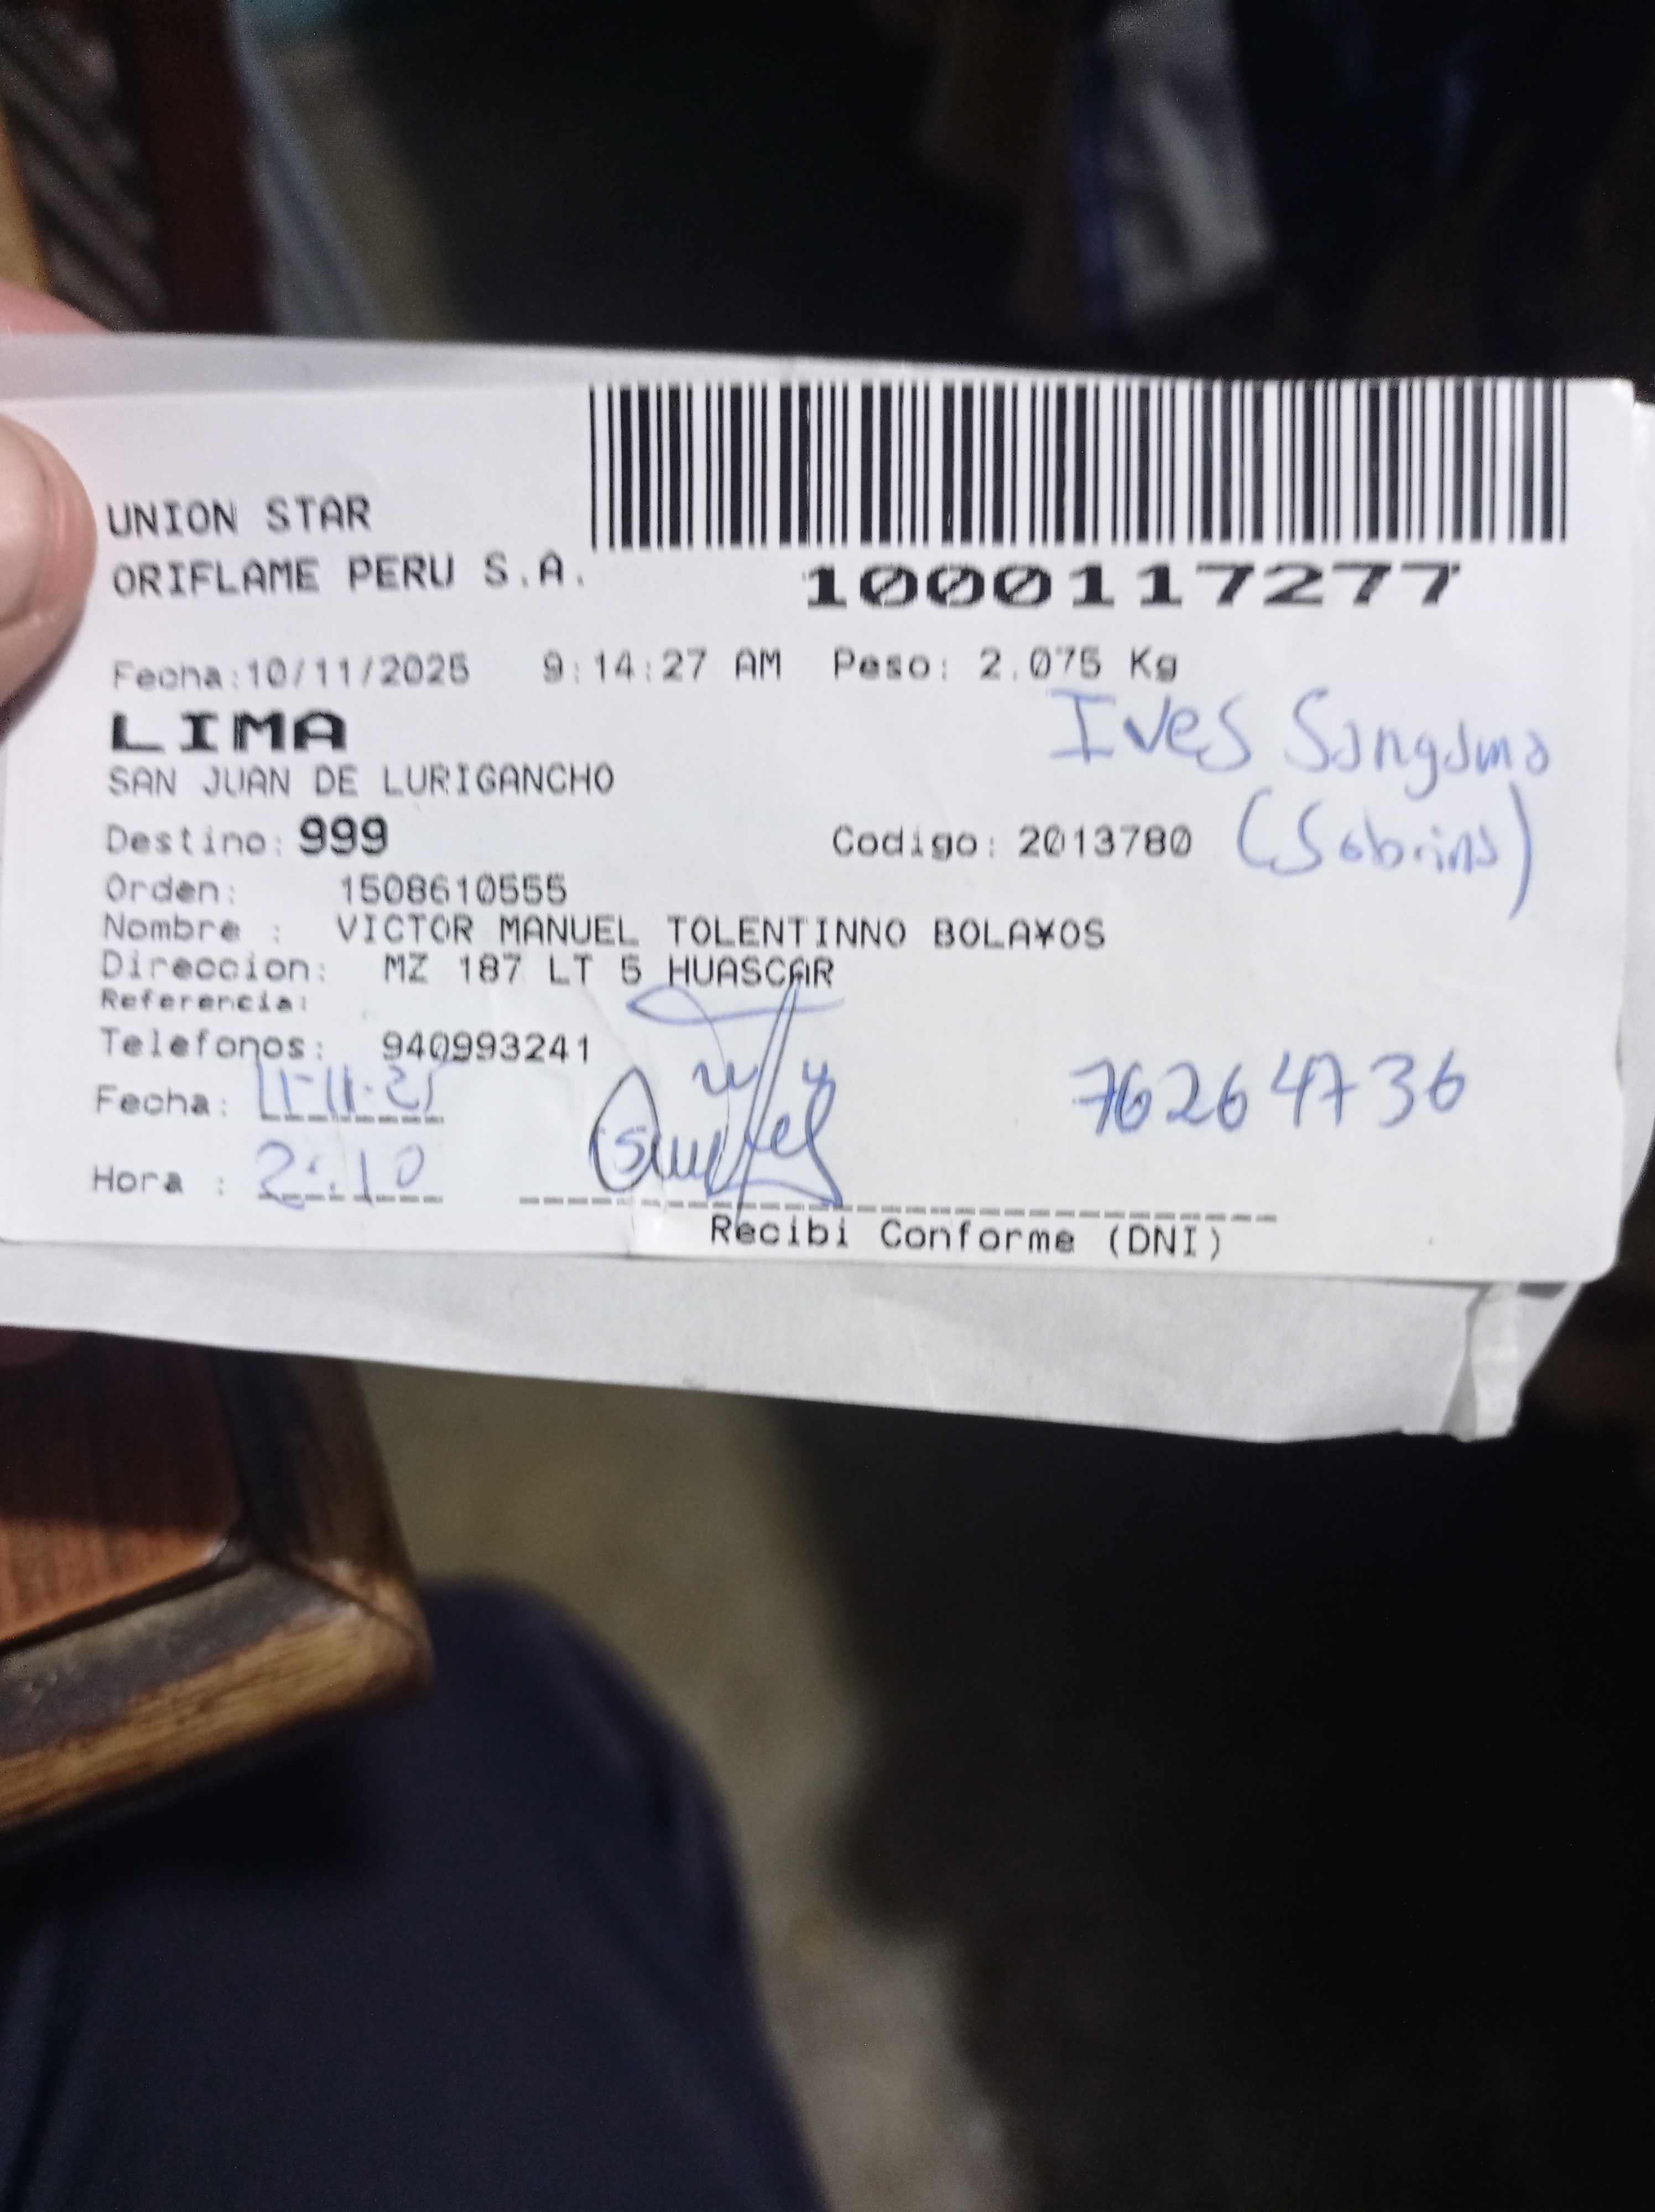 UNION STAR
ORIFLAME PERU S.A.
1000117277
Fecha:10/11/2025 9:14:27 AM Peso: 2.075 Kg
LIMA
Ives Sangama
SAN JUAN DE LURIGANCHO
Destino: 999 Codigo: 2013780 (Sobrina)
Orden: 1508610555
Nombre : VICTOR MANUEL TOLENTINNO BOLA¥OS
Direccion: MZ 187 LT 5 HUASCAR
Referencia:
Telefonos: 940993241
Fecha: 11-11-25 76264736
Hora : 2:10
Recibi Conforme (DNI)